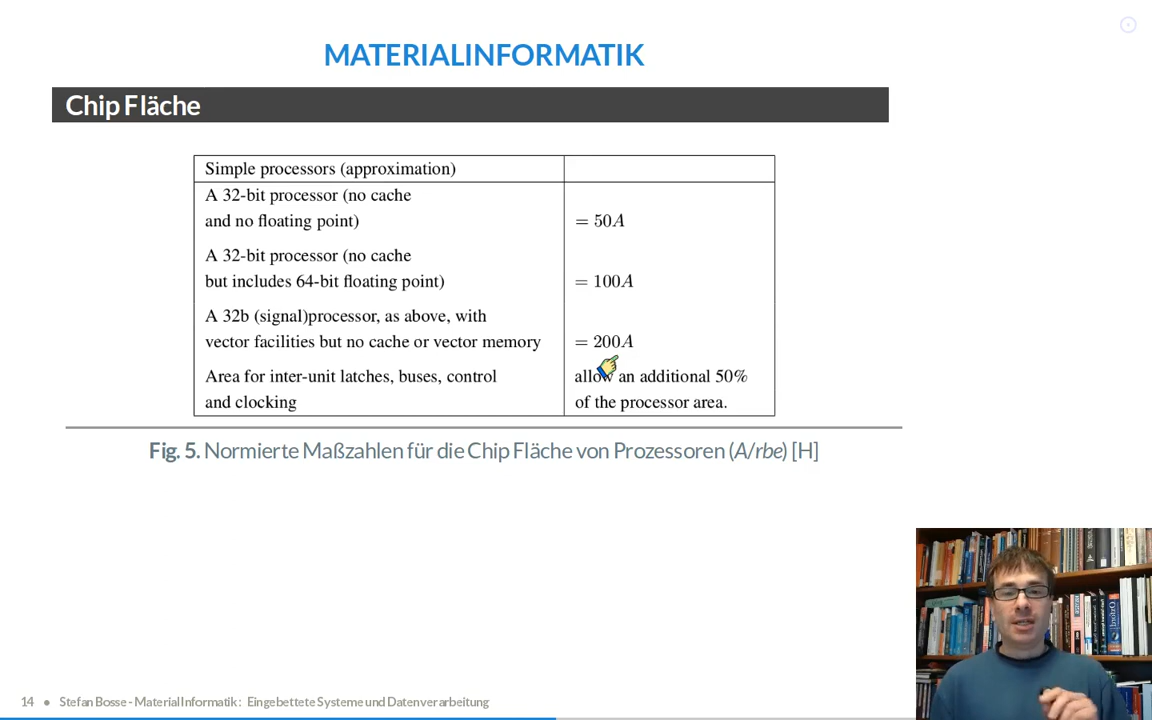 MATERIALINFORMATIK
Chip Fläche
Simple processors (approximation)
A 32-bit processor (no cache
and no floating point) = 50A
A 32-bit processor (no cache
but includes 64-bit floating point) = 100A
A 32b (signal)processor, as above, with
vector facilities but no cache or vector memory = 200A
Area for inter-unit latches, buses, control allow an additional 50%
and clocking of the processor area.
Fig. 5. Normierte Maßzahlen für die Chip Fläche von Prozessoren (A/rbe) [H]
14 • Stefan Bosse - Material Informatik : Eingebettete Systeme und Datenverarbeitung